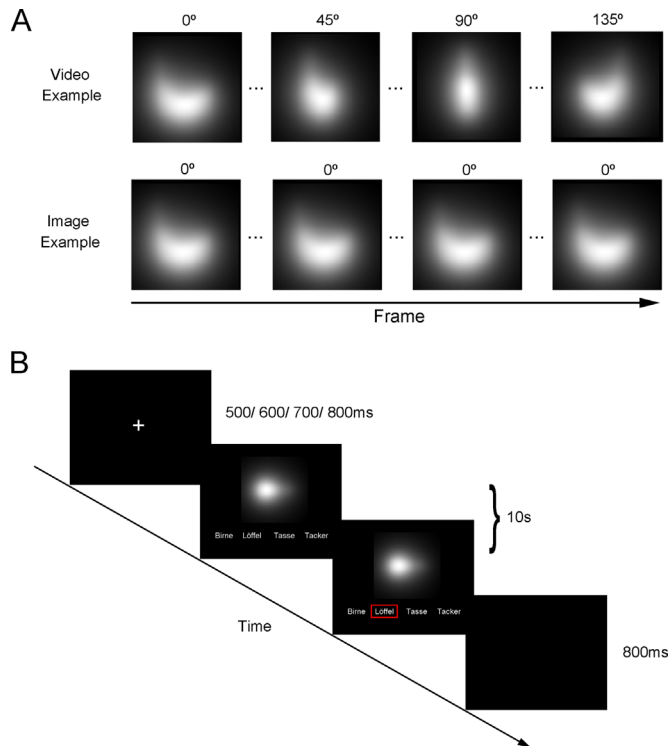 A
0º 45º 90º 135º
Video
Example
... ... ...
0º 0º 0º 0º
Image
Example
... ... ...
Frame
B
+
500/ 600/ 700/ 800ms
Birne Löffel Tasse Tacker
10s
Birne Löffel Tasse Tacker
Time
800ms